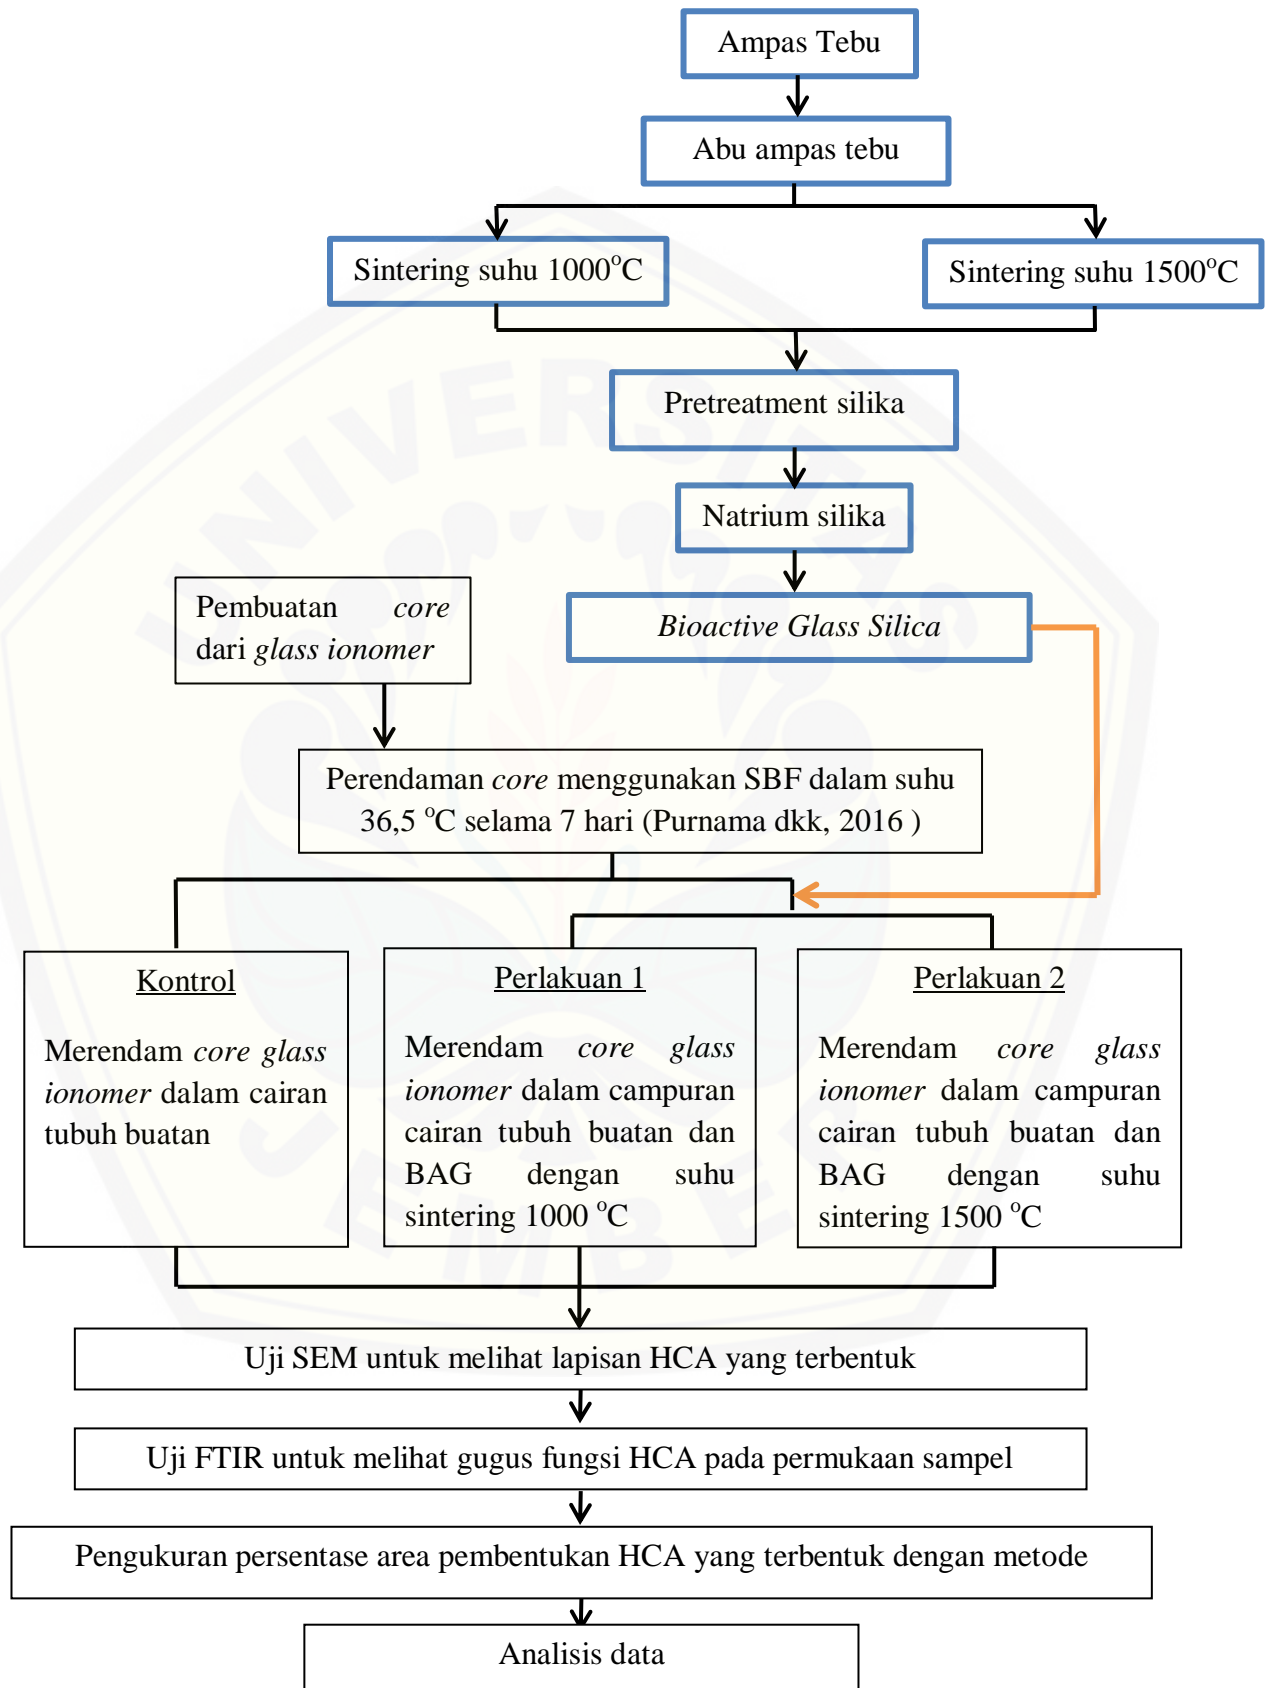 Ampas Tebu
Abu ampas tebu
Sintering suhu 1000°C
Sintering suhu 1500°C
Pretreatment silika
Natrium silika
Bioactive Glass Silica
Pembuatan core
dari glass ionomer
Perendaman core menggunakan SBF dalam suhu
36,5 °C selama 7 hari (Purnama dkk, 2016 )
Kontrol
Merendam core glass
ionomer dalam cairan
tubuh buatan
Perlakuan 1
Merendam core glass
ionomer dalam campuran
cairan tubuh buatan dan
BAG dengan suhu
sintering 1000 °C
Perlakuan 2
Merendam core glass
ionomer dalam campuran
cairan tubuh buatan dan
BAG dengan suhu
sintering 1500 °C
Uji SEM untuk melihat lapisan HCA yang terbentuk
Uji FTIR untuk melihat gugus fungsi HCA pada permukaan sampel
Pengukuran persentase area pembentukan HCA yang terbentuk dengan metode
Analisis data
UNIVERSITAS
JEMBER